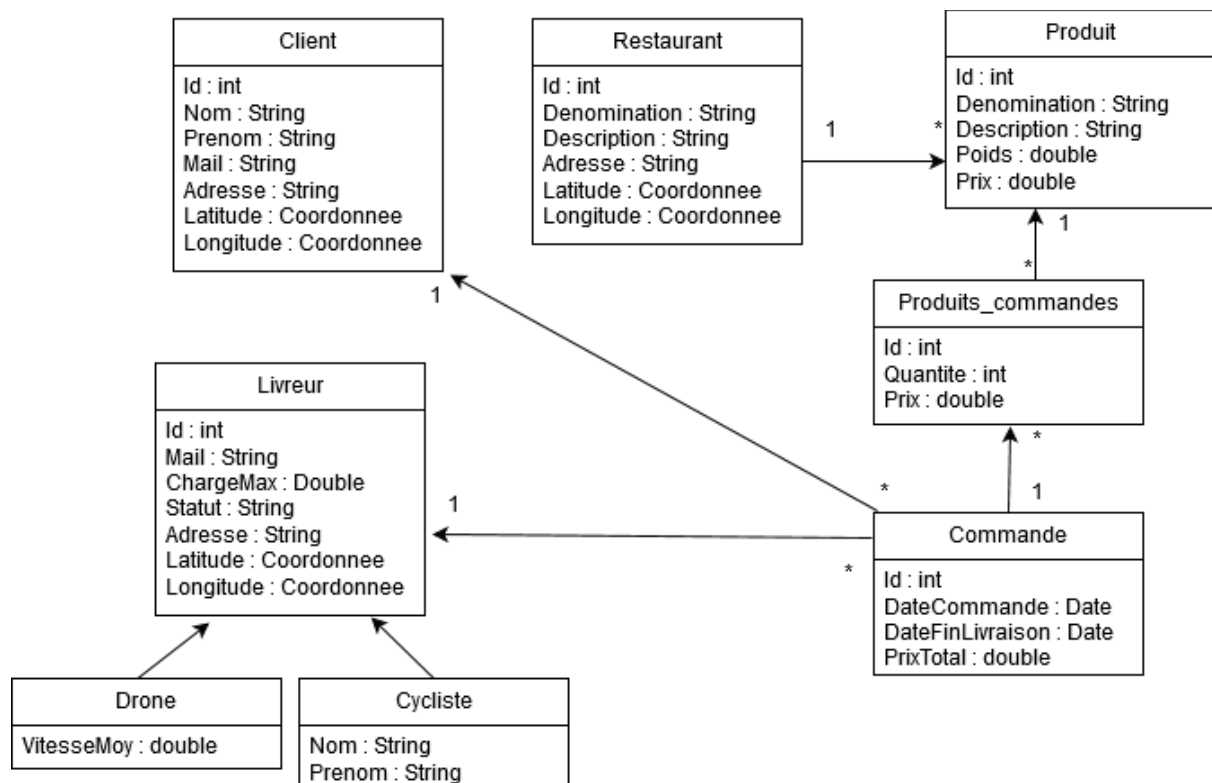 Client
Id : int
Nom : String
Prenom : String
Mail : String
Adresse : String
Latitude : Coordonnee
Longitude : Coordonnee
Restaurant
Id : int
Denomination : String
Description : String
Adresse : String
Latitude : Coordonnee
Longitude : Coordonnee
1
*
Produit
Id : int
Denomination : String
Description : String
Poids : double
Prix : double
1
*
Produits_commandes
Id : int
Quantite : int
Prix : double
*
1
1
*
Livreur
Id : int
Mail : String
ChargeMax : Double
Statut : String
Adresse : String
Latitude : Coordonnee
Longitude : Coordonnee
1
*
Commande
Id : int
DateCommande : Date
DateFinLivraison : Date
PrixTotal : double
Drone
VitesseMoy : double
Cycliste
Nom : String
Prenom : String